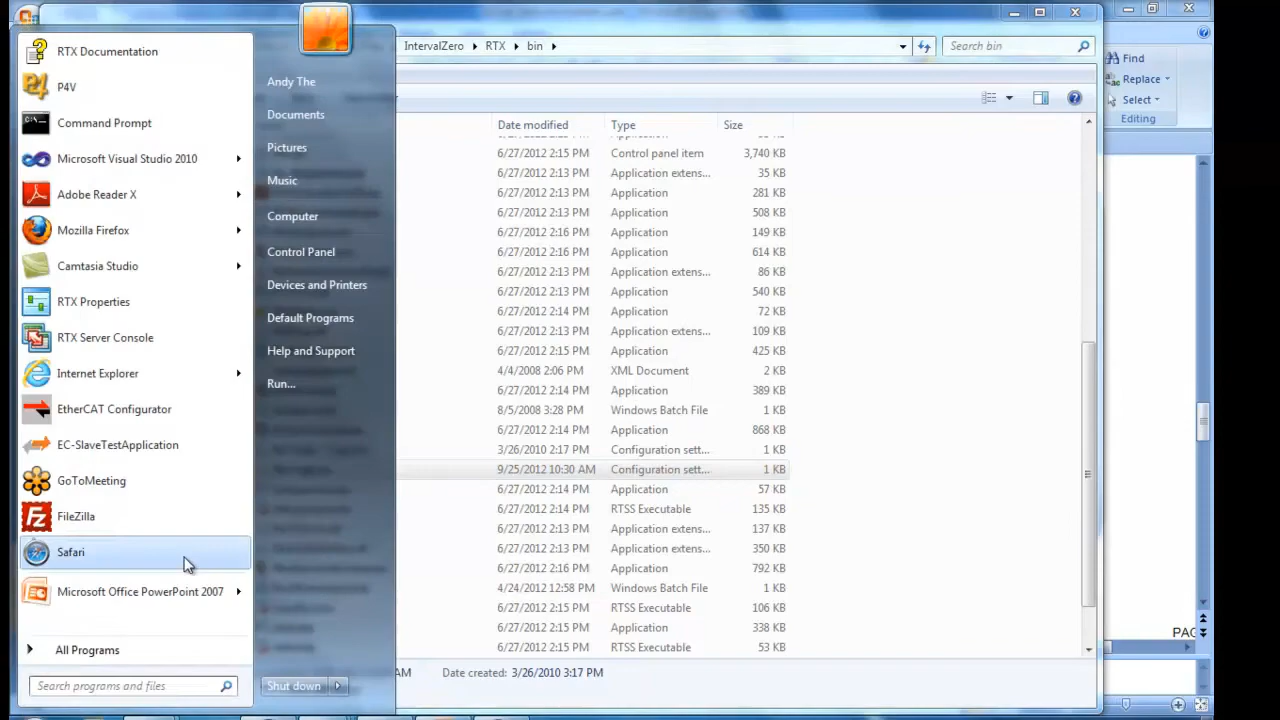 RTX Documentation
P4V
Command Prompt
Microsoft Visual Studio 2010
Adobe Reader X
Mozilla Firefox
Camtasia Studio
RTX Properties
RTX Server Console
Internet Explorer
EtherCAT Configurator
EC-SlaveTestApplication
GoToMeeting
FileZilla
Safari
Microsoft Office PowerPoint 2007
All Programs
Search programs and files
Andy The
Documents
Pictures
Music
Computer
Control Panel
Devices and Printers
Default Programs
Help and Support
Run...
Shut down
IntervalZero RTX bin
Search bin
Date modified Type Size
6/27/2012 2:15 PM Control panel item 3,740 KB
6/27/2012 2:13 PM Application extens... 35 KB
6/27/2012 2:13 PM Application 281 KB
6/27/2012 2:13 PM Application 508 KB
6/27/2012 2:16 PM Application 149 KB
6/27/2012 2:16 PM Application 614 KB
6/27/2012 2:13 PM Application extens... 86 KB
6/27/2012 2:13 PM Application 540 KB
6/27/2012 2:14 PM Application 72 KB
6/27/2012 2:13 PM Application extens... 109 KB
6/27/2012 2:15 PM Application 425 KB
4/4/2008 2:06 PM XML Document 2 KB
6/27/2012 2:14 PM Application 389 KB
8/5/2008 3:28 PM Windows Batch File 1 KB
6/27/2012 2:14 PM Application 868 KB
3/26/2010 2:17 PM Configuration sett... 1 KB
9/25/2012 10:30 AM Configuration sett... 1 KB
6/27/2012 2:14 PM Application 57 KB
6/27/2012 2:14 PM RTSS Executable 135 KB
6/27/2012 2:13 PM Application extens... 137 KB
6/27/2012 2:13 PM Application extens... 350 KB
6/27/2012 2:16 PM Application 792 KB
4/24/2012 12:58 PM Windows Batch File 1 KB
6/27/2012 2:15 PM RTSS Executable 106 KB
6/27/2012 2:15 PM Application 338 KB
6/27/2012 2:15 PM RTSS Executable 53 KB
AM Date created: 3/26/2010 3:17 PM
Find
Replace
Select
Editing
PAC